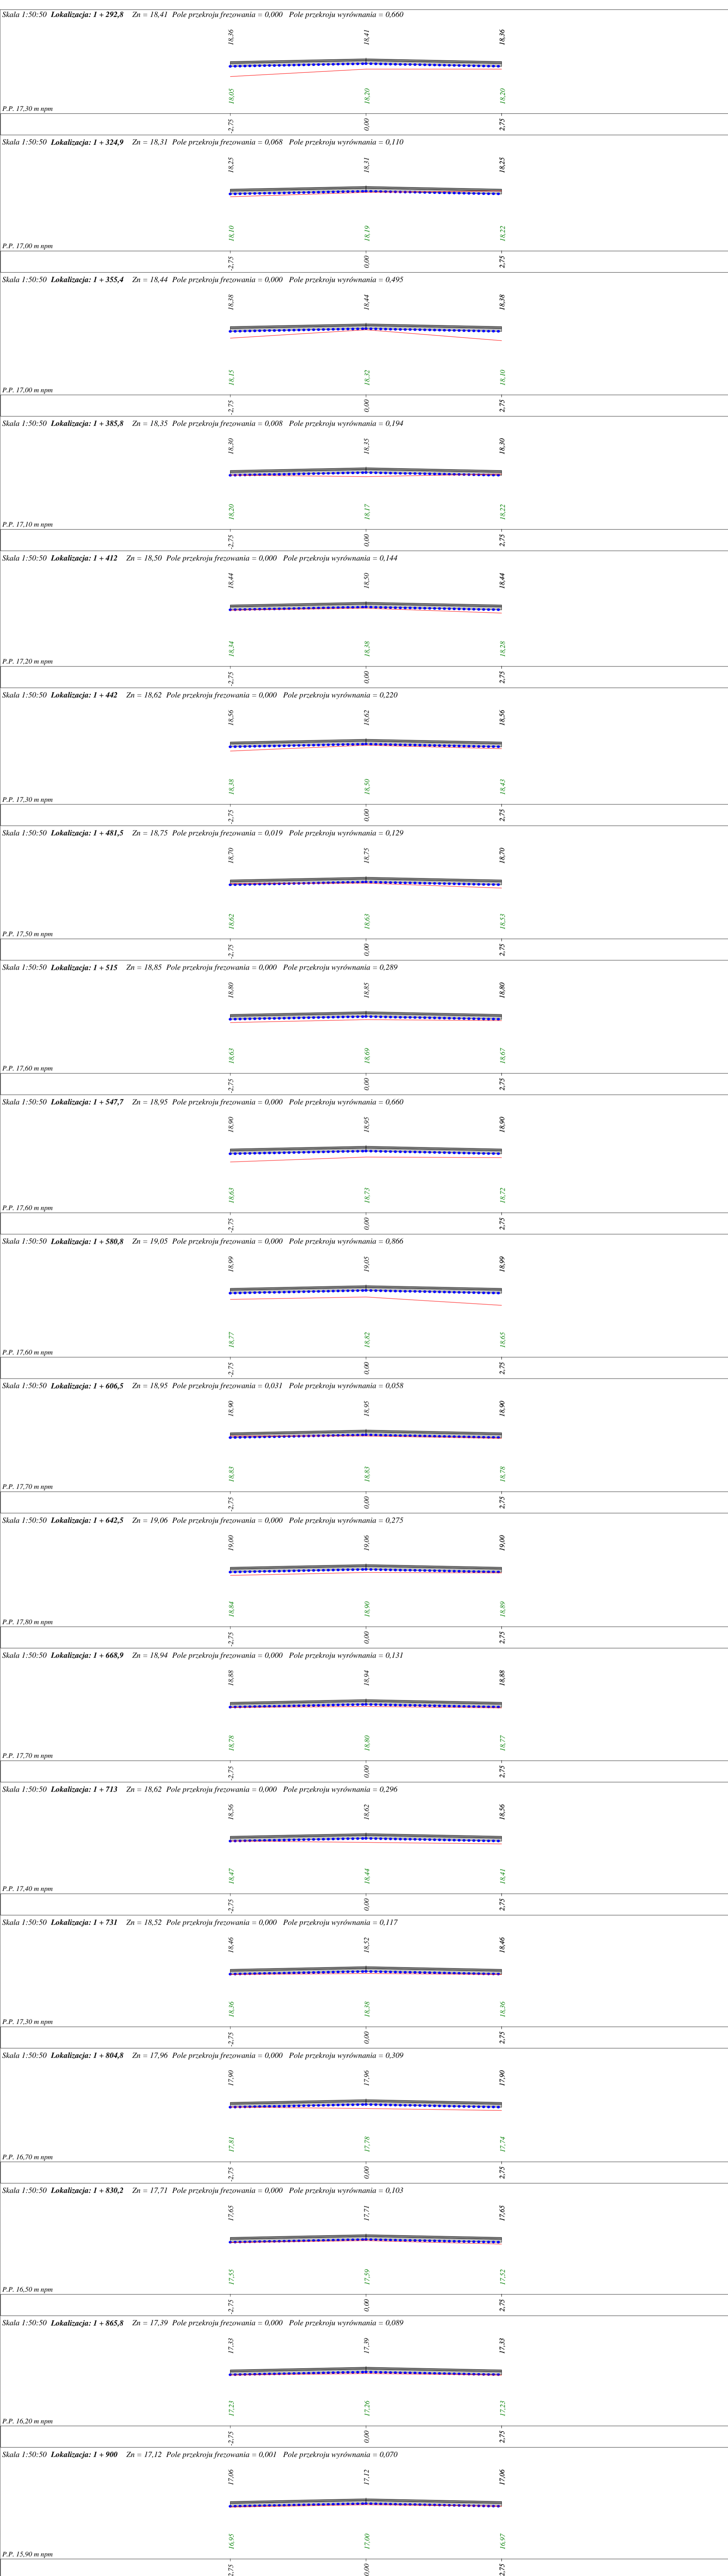 Skala 1:50:50 Lokalizacja: 1 + 292,8 Zn = 18,41 Pole przekroju frezowania = 0,000 Pole przekroju wyrównania = 0,660
18,36 18,41 18,36
18,05 18,20 18,20
P.P. 17,30 m npm
-2,75 0,00 2,75
Skala 1:50:50 Lokalizacja: 1 + 324,9 Zn = 18,31 Pole przekroju frezowania = 0,068 Pole przekroju wyrównania = 0,110
18,25 18,31 18,25
18,10 18,19 18,22
P.P. 17,00 m npm
-2,75 0,00 2,75
Skala 1:50:50 Lokalizacja: 1 + 355,4 Zn = 18,44 Pole przekroju frezowania = 0,000 Pole przekroju wyrównania = 0,495
18,38 18,44 18,38
18,15 18,32 18,10
P.P. 17,00 m npm
-2,75 0,00 2,75
Skala 1:50:50 Lokalizacja: 1 + 385,8 Zn = 18,35 Pole przekroju frezowania = 0,008 Pole przekroju wyrównania = 0,194
18,30 18,35 18,30
18,20 18,17 18,22
P.P. 17,10 m npm
-2,75 0,00 2,75
Skala 1:50:50 Lokalizacja: 1 + 412 Zn = 18,50 Pole przekroju frezowania = 0,000 Pole przekroju wyrównania = 0,144
18,44 18,50 18,44
18,34 18,38 18,28
P.P. 17,20 m npm
-2,75 0,00 2,75
Skala 1:50:50 Lokalizacja: 1 + 442 Zn = 18,62 Pole przekroju frezowania = 0,000 Pole przekroju wyrównania = 0,220
18,56 18,62 18,56
18,38 18,50 18,43
P.P. 17,30 m npm
-2,75 0,00 2,75
Skala 1:50:50 Lokalizacja: 1 + 481,5 Zn = 18,75 Pole przekroju frezowania = 0,019 Pole przekroju wyrównania = 0,129
18,70 18,75 18,70
18,62 18,63 18,53
P.P. 17,50 m npm
-2,75 0,00 2,75
Skala 1:50:50 Lokalizacja: 1 + 515 Zn = 18,85 Pole przekroju frezowania = 0,000 Pole przekroju wyrównania = 0,289
18,80 18,85 18,80
18,63 18,69 18,67
P.P. 17,60 m npm
-2,75 0,00 2,75
Skala 1:50:50 Lokalizacja: 1 + 547,7 Zn = 18,95 Pole przekroju frezowania = 0,000 Pole przekroju wyrównania = 0,660
18,90 18,95 18,90
18,63 18,73 18,72
P.P. 17,60 m npm
-2,75 0,00 2,75
Skala 1:50:50 Lokalizacja: 1 + 580,8 Zn = 19,05 Pole przekroju frezowania = 0,000 Pole przekroju wyrównania = 0,866
18,99 19,05 18,99
18,77 18,82 18,65
P.P. 17,60 m npm
-2,75 0,00 2,75
Skala 1:50:50 Lokalizacja: 1 + 606,5 Zn = 18,95 Pole przekroju frezowania = 0,031 Pole przekroju wyrównania = 0,058
18,90 18,95 18,90
18,83 18,83 18,78
P.P. 17,70 m npm
-2,75 0,00 2,75
Skala 1:50:50 Lokalizacja: 1 + 642,5 Zn = 19,06 Pole przekroju frezowania = 0,000 Pole przekroju wyrównania = 0,275
19,00 19,06 19,00
18,84 18,90 18,89
P.P. 17,80 m npm
-2,75 0,00 2,75
Skala 1:50:50 Lokalizacja: 1 + 668,9 Zn = 18,94 Pole przekroju frezowania = 0,000 Pole przekroju wyrównania = 0,131
18,88 18,94 18,88
18,78 18,80 18,77
P.P. 17,70 m npm
-2,75 0,00 2,75
Skala 1:50:50 Lokalizacja: 1 + 713 Zn = 18,62 Pole przekroju frezowania = 0,000 Pole przekroju wyrównania = 0,296
18,56 18,62 18,56
18,47 18,44 18,41
P.P. 17,40 m npm
-2,75 0,00 2,75
Skala 1:50:50 Lokalizacja: 1 + 731 Zn = 18,52 Pole przekroju frezowania = 0,000 Pole przekroju wyrównania = 0,117
18,46 18,52 18,46
18,36 18,38 18,36
P.P. 17,30 m npm
-2,75 0,00 2,75
Skala 1:50:50 Lokalizacja: 1 + 804,8 Zn = 17,96 Pole przekroju frezowania = 0,000 Pole przekroju wyrównania = 0,309
17,90 17,96 17,90
17,81 17,78 17,74
P.P. 16,70 m npm
-2,75 0,00 2,75
Skala 1:50:50 Lokalizacja: 1 + 830,2 Zn = 17,71 Pole przekroju frezowania = 0,000 Pole przekroju wyrównania = 0,103
17,65 17,71 17,65
17,55 17,59 17,52
P.P. 16,50 m npm
-2,75 0,00 2,75
Skala 1:50:50 Lokalizacja: 1 + 865,8 Zn = 17,39 Pole przekroju frezowania = 0,000 Pole przekroju wyrównania = 0,089
17,33 17,39 17,33
17,23 17,26 17,23
P.P. 16,20 m npm
-2,75 0,00 2,75
Skala 1:50:50 Lokalizacja: 1 + 900 Zn = 17,12 Pole przekroju frezowania = 0,001 Pole przekroju wyrównania = 0,070
17,06 17,12 17,06
16,95 17,00 16,97
P.P. 15,90 m npm
-2,75 0,00 2,75